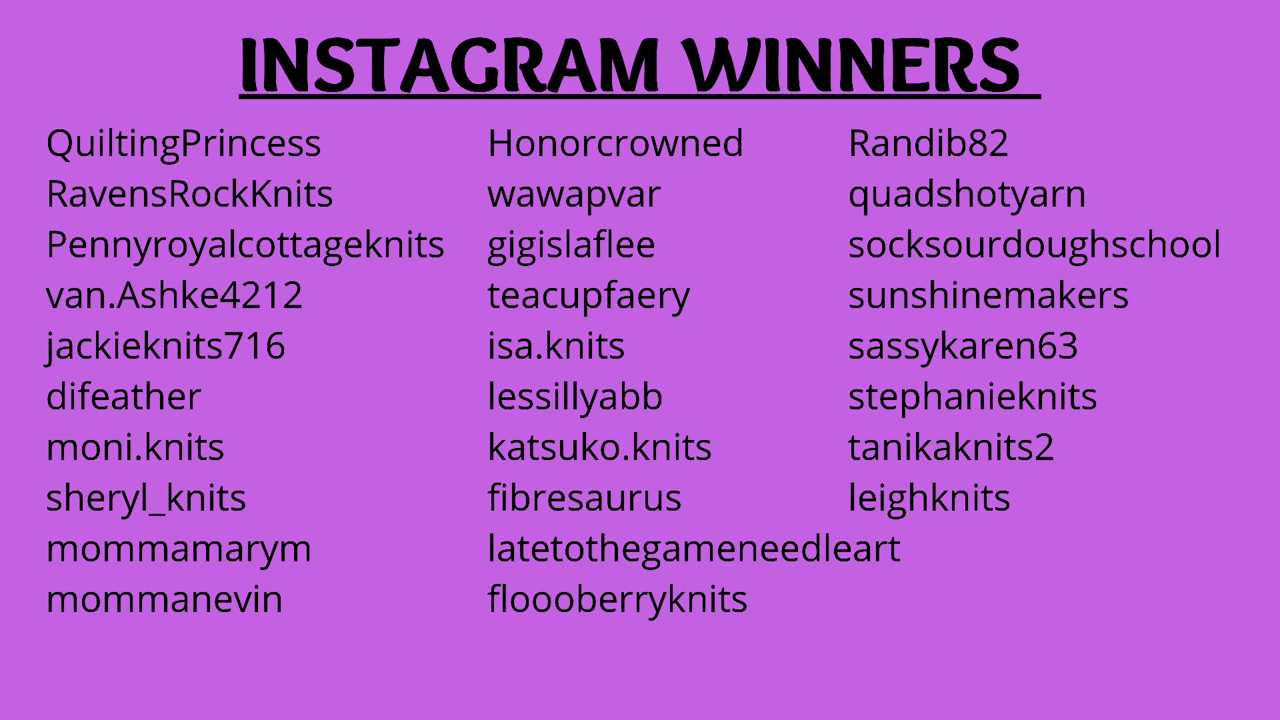 INSTAGRAM WINNERS
QuiltingPrincess
RavensRockKnits
Pennyroyalcottageknits
van.Ashke4212
jackieknits716
difeather
moni.knits
sheryl_knits
mommamarym
mommanevin
Honorcrowned
wawapvar
gigislaflee
teacupfaery
isa.knits
lessillyabb
katsuko.knits
fibresaurus
latetothegameneedleart
floooberryknits
Randib82
quadshotyarn
socksourdoughschool
sunshinemakers
sassykaren63
stephanieknits
tanikaknits2
leighknits